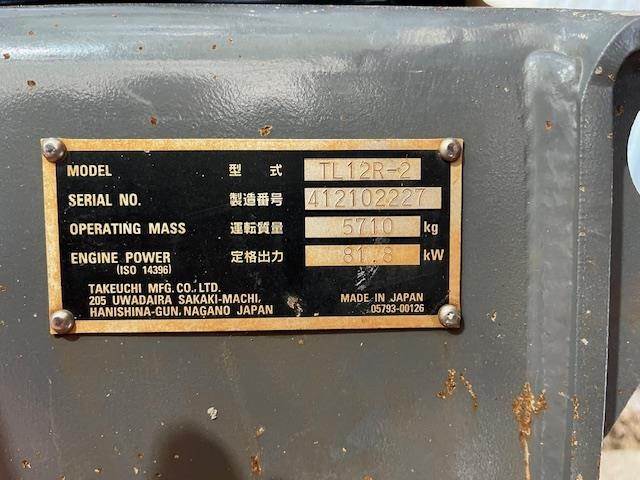 MODEL 型式 TL12R-2
SERIAL NO. 製造番号 412102227
OPERATING MASS 運転質量 5710 kg
ENGINE POWER 定格出力 81.8 kW
(ISO 14396)
TAKEUCHI MFG. CO., LTD.
205 UWADAIRA SAKAKI-MACHI,
HANISHINA-GUN, NAGANO JAPAN
MADE IN JAPAN
05793-00126